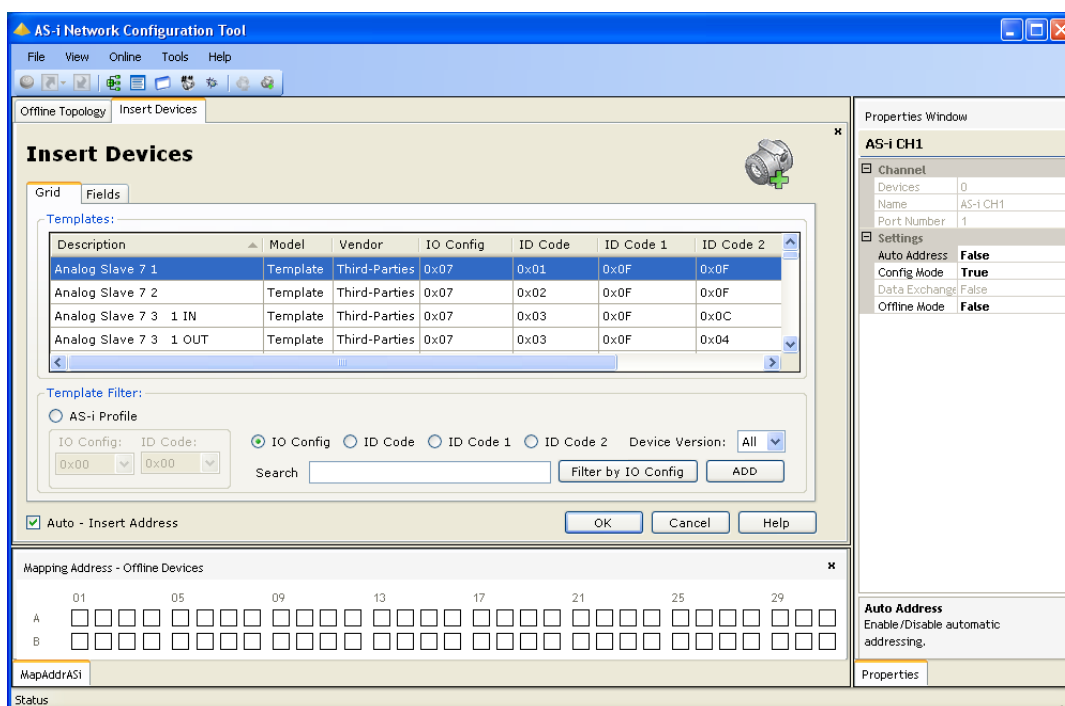 AS-i Network Configuration Tool
File View Online Tools Help
Offline Topology Insert Devices
Insert Devices
Grid Fields
Templates:
Description Model Vendor IO Config ID Code ID Code 1 ID Code 2
Analog Slave 7 1 Template Third-Parties 0x07 0x01 0x0F 0x0F
Analog Slave 7 2 Template Third-Parties 0x07 0x02 0x0F 0x0F
Analog Slave 7 3 1 IN Template Third-Parties 0x07 0x03 0x0F 0x0C
Analog Slave 7 3 1 OUT Template Third-Parties 0x07 0x03 0x0F 0x04
Template Filter:
AS-i Profile
IO Config: ID Code:
0x00 0x00
IO Config ID Code ID Code 1 ID Code 2 Device Version: All
Search Filter by IO Config ADD
Auto - Insert Address OK Cancel Help
Mapping Address - Offline Devices
01 05 09 13 17 21 25 29
A
B
MapAddrASi
Status
Properties Window
AS-i CH1
Channel
Devices 0
Name AS-i CH1
Port Number 1
Settings
Auto Address False
Config Mode True
Data Exchange False
Offline Mode False
Auto Address
Enable/Disable automatic
addressing.
Properties